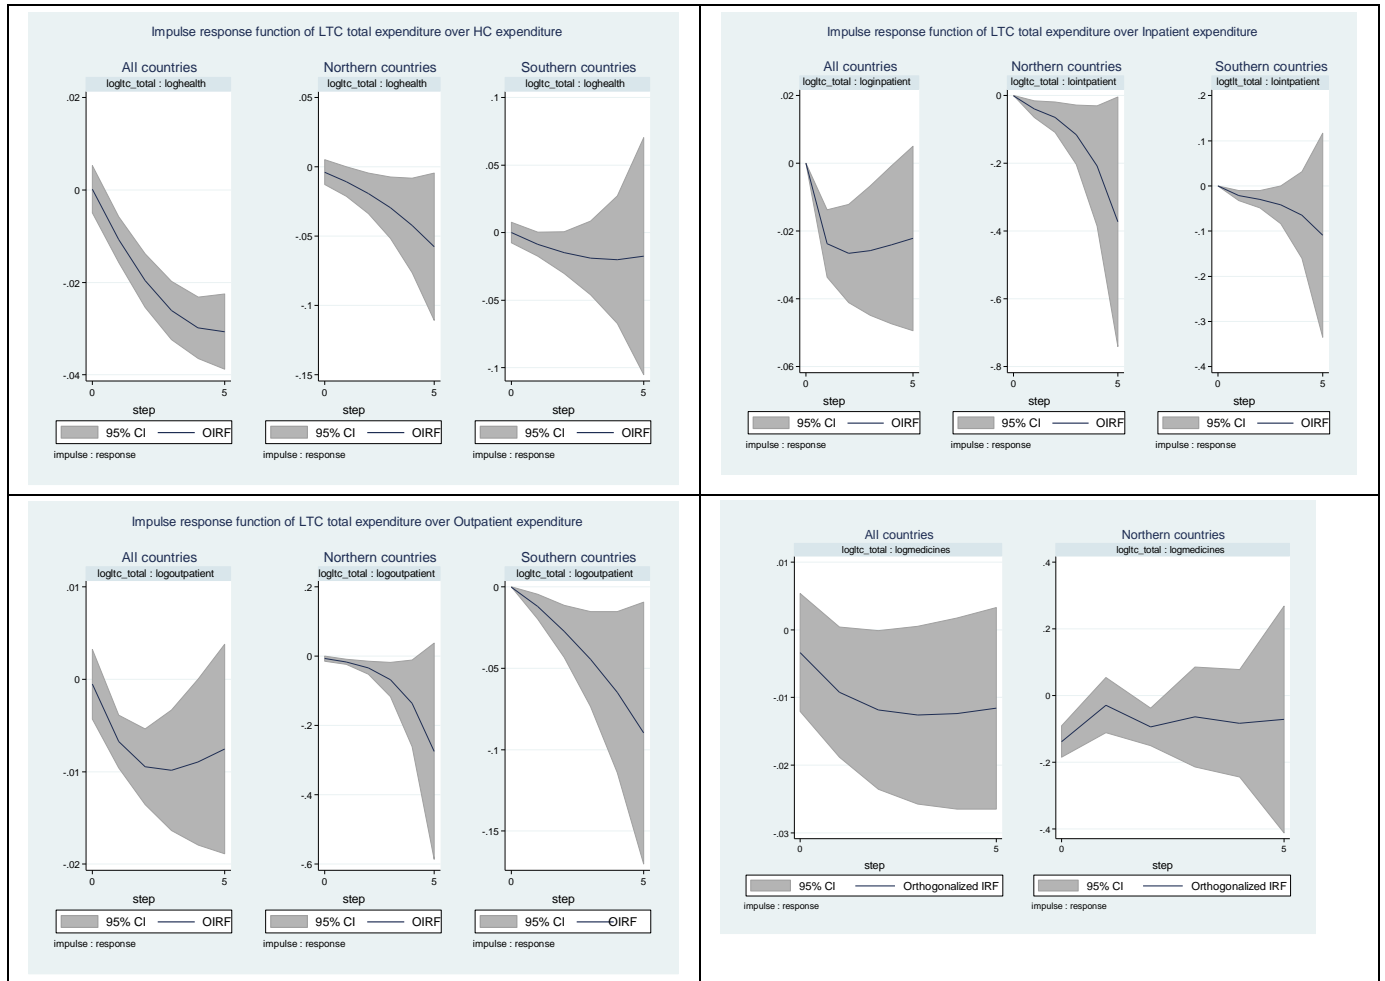 Impulse response function of LTC total expenditure over HC expenditure
All countries
logltc_total : loghealth
.02
0
-.02
-.04
0
5
step
95% CI
OIRF
impulse : response
Northern countries
logltc_total : loghealth
.05
0
-.05
-.1
-.15
0
5
step
95% CI
OIRF
impulse : response
Southern countries
logltc_total : loghealth
.1
.05
0
-.05
-.1
0
5
step
95% CI
OIRF
impulse : response
Impulse response function of LTC total expenditure over Inpatient expenditure
All countries
logltc_total : loginpatient
.02
0
-.02
-.04
-.06
0
5
step
95% CI
OIRF
impulse : response
Northern countries
logltc_total : lointpatient
0
-.2
-.4
-.6
-.8
0
5
step
95% CI
OIRF
impulse : response
Southern countries
logtlt_total : lointpatient
.2
.1
0
-.1
-.2
-.3
-.4
0
5
step
95% CI
OIRF
impulse : response
Impulse response function of LTC total expenditure over Outpatient expenditure
All countries
logltc_total : logoutpatient
.01
0
-.01
-.02
0
5
step
95% CI
OIRF
impulse : response
Northern countries
logltc_total : logoutpatient
.2
0
-.2
-.4
-.6
0
5
step
95% CI
OIRF
impulse : response
Southern countries
logltc_total : logoutpatient
0
-.05
-.1
-.15
0
5
step
95% CI
OIRF
impulse : response
All countries
logltc_total : logmedicines
.01
0
-.01
-.02
-.03
0
5
step
95% CI
Orthogonalized IRF
impulse : response
Northern countries
logltc_total : logmedicines
.4
.2
0
-.2
-.4
0
5
step
95% CI
Orthogonalized IRF
impulse : response